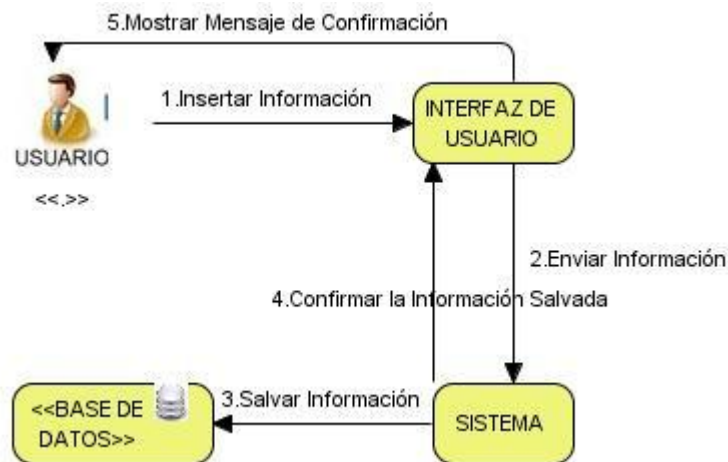 5.Mostrar Mensaje de Confirmación
1.Insertar Información
INTERFAZ DE
USUARIO
USUARIO
<<.>>
2.Enviar Información
4.Confirmar la Información Salvada
3.Salvar Información
<<BASE DE
DATOS>>
SISTEMA